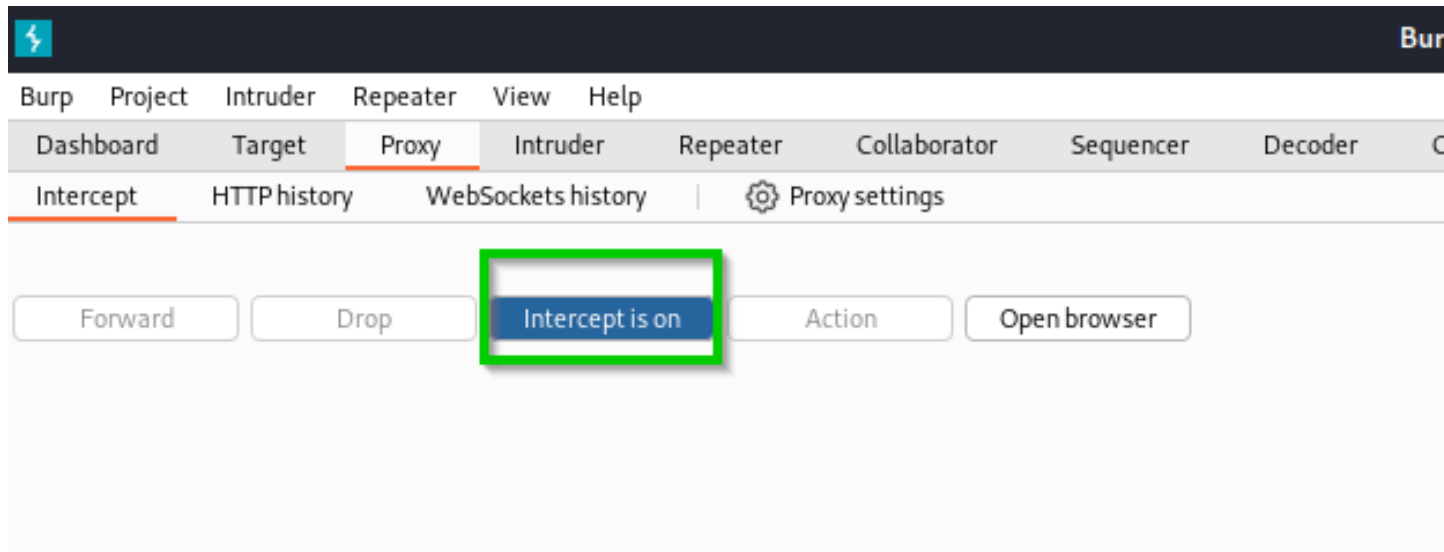 Bur
Burp Project Intruder Repeater View Help
Dashboard Target Proxy Intruder Repeater Collaborator Sequencer Decoder
Intercept HTTP history WebSockets history Proxy settings
Forward Drop Intercept is on Action Open browser